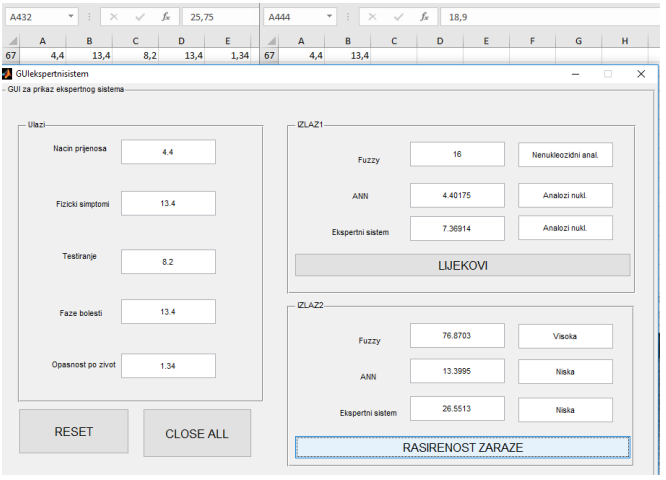 A432 25,75 A444 18,9
A B C D E A B C D E F G H
67 4,4 13,4 8,2 13,4 1,34 67 4,4 13,4
GUIekspertnisistem
GUI za prikaz ekspertnog sistema
Ulazi
Nacin prijenosa 4.4
Fizicki simptomi 13.4
Testiranje 8.2
Faze bolesti 13.4
Opasnost po zivot 1.34
RESET CLOSE ALL
IZLAZ1
Fuzzy 16 Nenukleozidni anal.
ANN 4.40175 Analozi nukl.
Ekspertni sistem 7.36914 Analozi nukl.
LIJEKOVI
IZLAZ2
Fuzzy 76.8703 Visoka
ANN 13.3995 Niska
Ekspertni sistem 26.5513 Niska
RASIRENOST ZARAZE